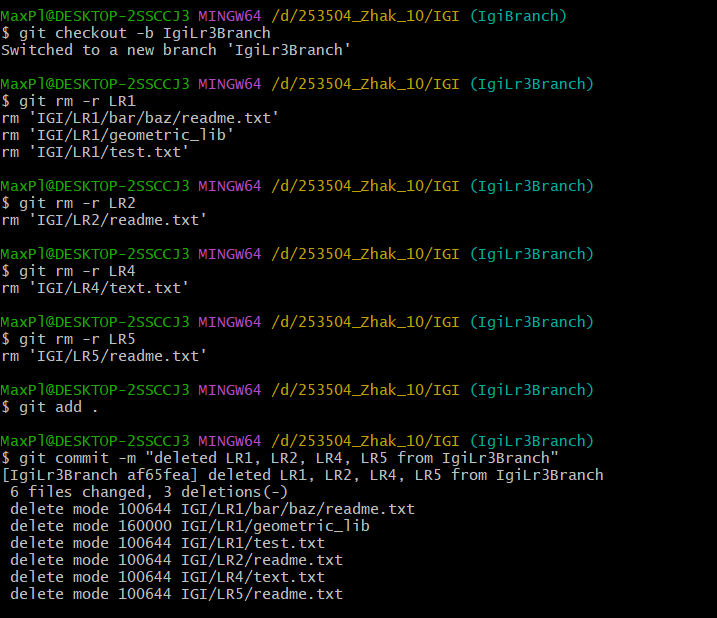 MaxPl@DESKTOP-2SSCCJ3 MINGW64 /d/253504_Zhak_10/IGI (IgiBranch)
$ git checkout -b IgiLr3Branch
Switched to a new branch 'IgiLr3Branch'

MaxPl@DESKTOP-2SSCCJ3 MINGW64 /d/253504_Zhak_10/IGI (IgiLr3Branch)
$ git rm -r LR1
rm 'IGI/LR1/bar/baz/readme.txt'
rm 'IGI/LR1/geometric_lib'
rm 'IGI/LR1/test.txt'

MaxPl@DESKTOP-2SSCCJ3 MINGW64 /d/253504_Zhak_10/IGI (IgiLr3Branch)
$ git rm -r LR2
rm 'IGI/LR2/readme.txt'

MaxPl@DESKTOP-2SSCCJ3 MINGW64 /d/253504_Zhak_10/IGI (IgiLr3Branch)
$ git rm -r LR4
rm 'IGI/LR4/text.txt'

MaxPl@DESKTOP-2SSCCJ3 MINGW64 /d/253504_Zhak_10/IGI (IgiLr3Branch)
$ git rm -r LR5
rm 'IGI/LR5/readme.txt'

MaxPl@DESKTOP-2SSCCJ3 MINGW64 /d/253504_Zhak_10/IGI (IgiLr3Branch)
$ git add .

MaxPl@DESKTOP-2SSCCJ3 MINGW64 /d/253504_Zhak_10/IGI (IgiLr3Branch)
$ git commit -m "deleted LR1, LR2, LR4, LR5 from IgiLr3Branch"
[IgiLr3Branch af65fea] deleted LR1, LR2, LR4, LR5 from IgiLr3Branch
 6 files changed, 3 deletions(-)
 delete mode 100644 IGI/LR1/bar/baz/readme.txt
 delete mode 160000 IGI/LR1/geometric_lib
 delete mode 100644 IGI/LR1/test.txt
 delete mode 100644 IGI/LR2/readme.txt
 delete mode 100644 IGI/LR4/text.txt
 delete mode 100644 IGI/LR5/readme.txt